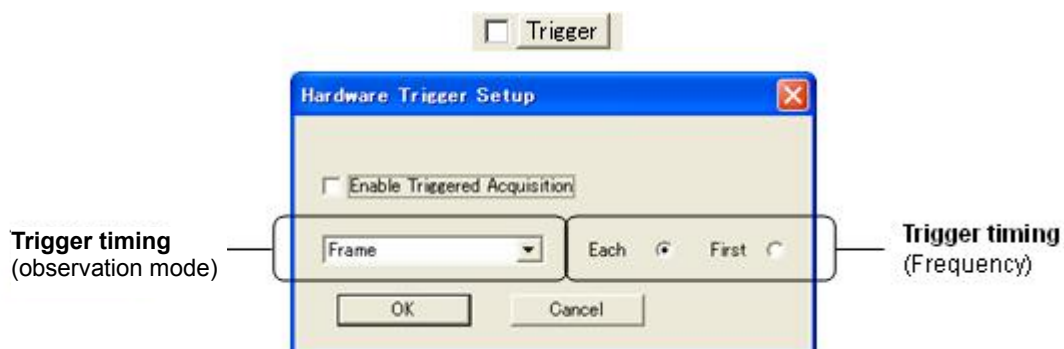 Trigger
Hardware Trigger Setup
Enable Triggered Acquisition
Trigger timing
(observation mode)
Frame
Each
First
Trigger timing
(Frequency)
OK
Cancel